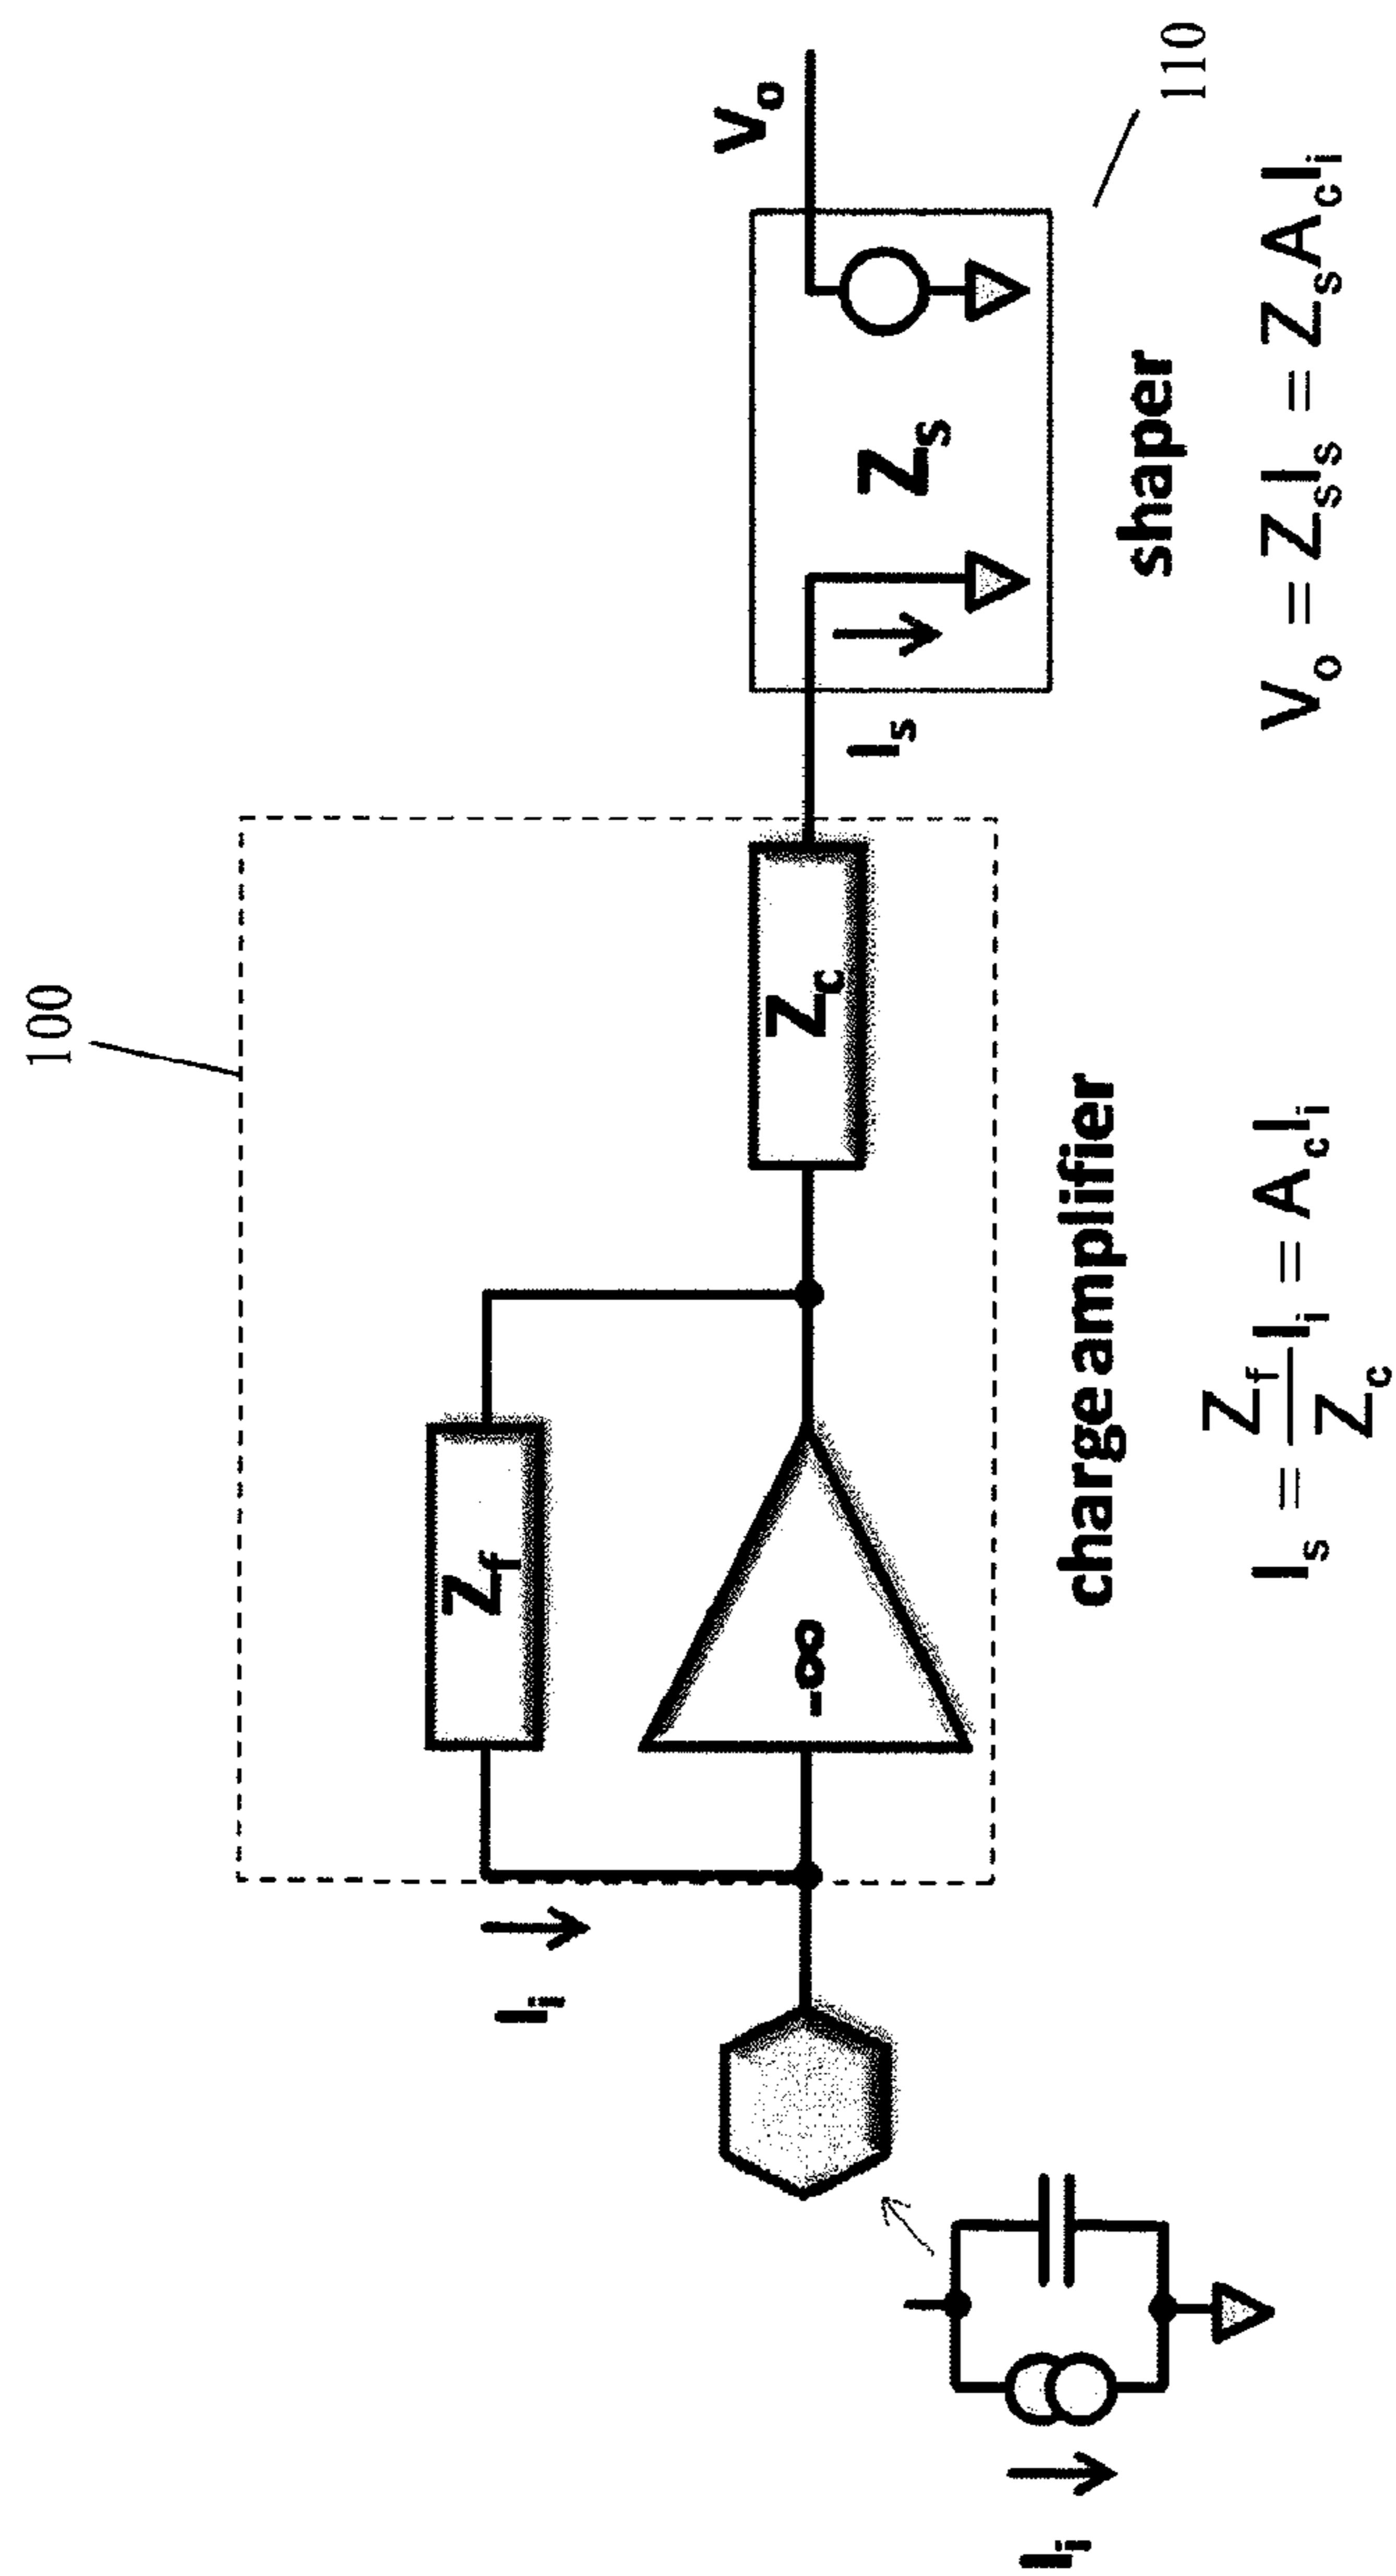 100
Z_f
I_i
-∞
Z_c
I_s
Z_s
V_o
110
I_i
charge amplifier
shaper
I_s = Z_f/Z_c I_i = A_c I_i
V_o = Z_s I_s = Z_s A_c I_i